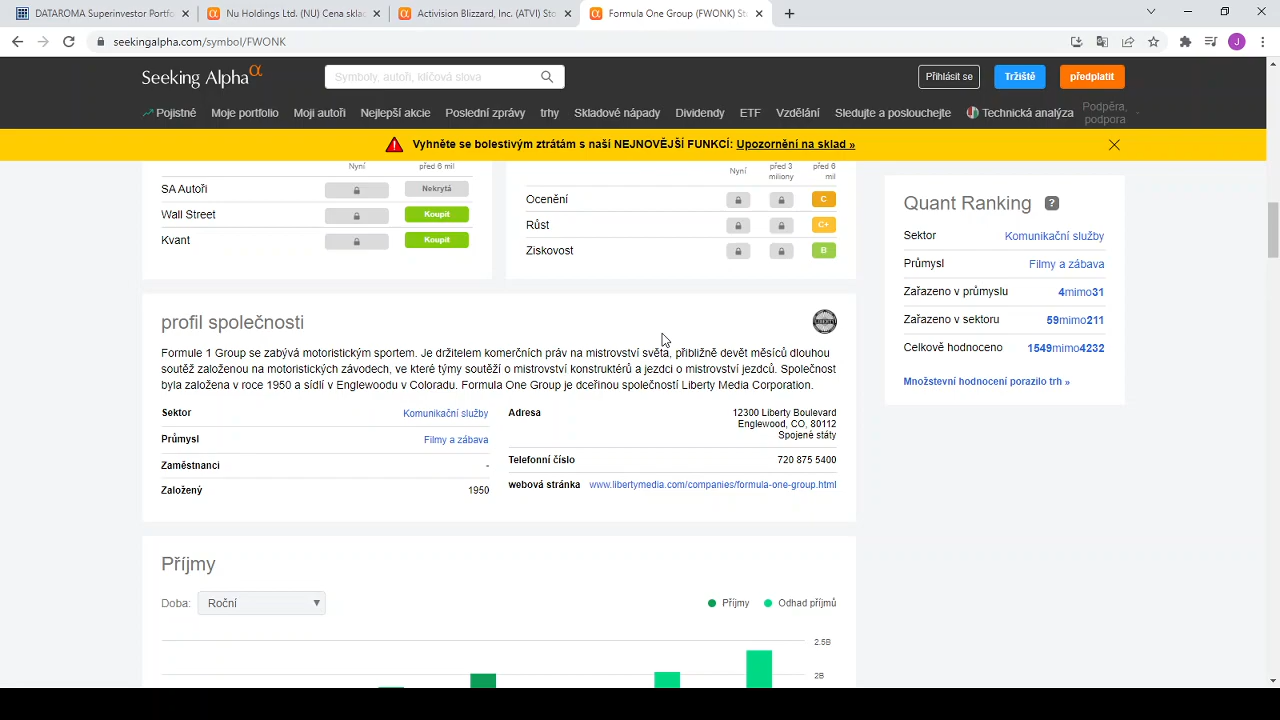 DATAROMA Superinvestor Portfo
Nu Holdings Ltd. (NU) Cena sklad
Activision Blizzard, Inc. (ATVI) Sto
Formula One Group (FWONK) St
seekingalpha.com/symbol/FWONK
J
Seeking Alpha α
Symboly, autoři, klíčová slova
Přihlásit se
Tržiště
předplatit
Pojistné
Moje portfolio
Moji autoři
Nejlepší akcie
Poslední zprávy
trhy
Skladové nápady
Dividendy
ETF
Vzdělání
Sledujte a poslouchejte
Technická analýza
Podpěra,
podpora
Vyhněte se bolestivým ztrátám s naší NEJNOVĚJŠÍ FUNKCÍ: Upozornění na sklad »
Nyní
před 6 mil
SA Autoři
Nekrytá
Wall Street
Koupit
Kvant
Koupit
Nyní
před 3
miliony
před 6
mil
Ocenění
C
Růst
C+
Ziskovost
B
Quant Ranking ?
Sektor
Komunikační služby
Průmysl
Filmy a zábava
Zařazeno v průmyslu
4mimo31
Zařazeno v sektoru
59mimo211
Celkově hodnoceno
1549mimo4232
Množstevní hodnocení porazilo trh »
profil společnosti
LIBERTY
Formule 1 Group se zabývá motoristickým sportem. Je držitelem komerčních práv na mistrovství světa, přibližně devět měsíců dlouhou
soutěž založenou na motoristických závodech, ve které týmy soutěží o mistrovství konstruktérů a jezdci o mistrovství jezdců. Společnost
byla založena v roce 1950 a sídlí v Englewoodu v Coloradu. Formula One Group je dceřinou společností Liberty Media Corporation.
Sektor
Komunikační služby
Průmysl
Filmy a zábava
Zaměstnanci
-
Založený
1950
Adresa
12300 Liberty Boulevard
Englewood, CO, 80112
Spojené státy
Telefonní číslo
720 875 5400
webová stránka
www.libertymedia.com/companies/formula-one-group.html
Příjmy
Doba:
Roční
Příjmy
Odhad příjmů
2.5B
2B